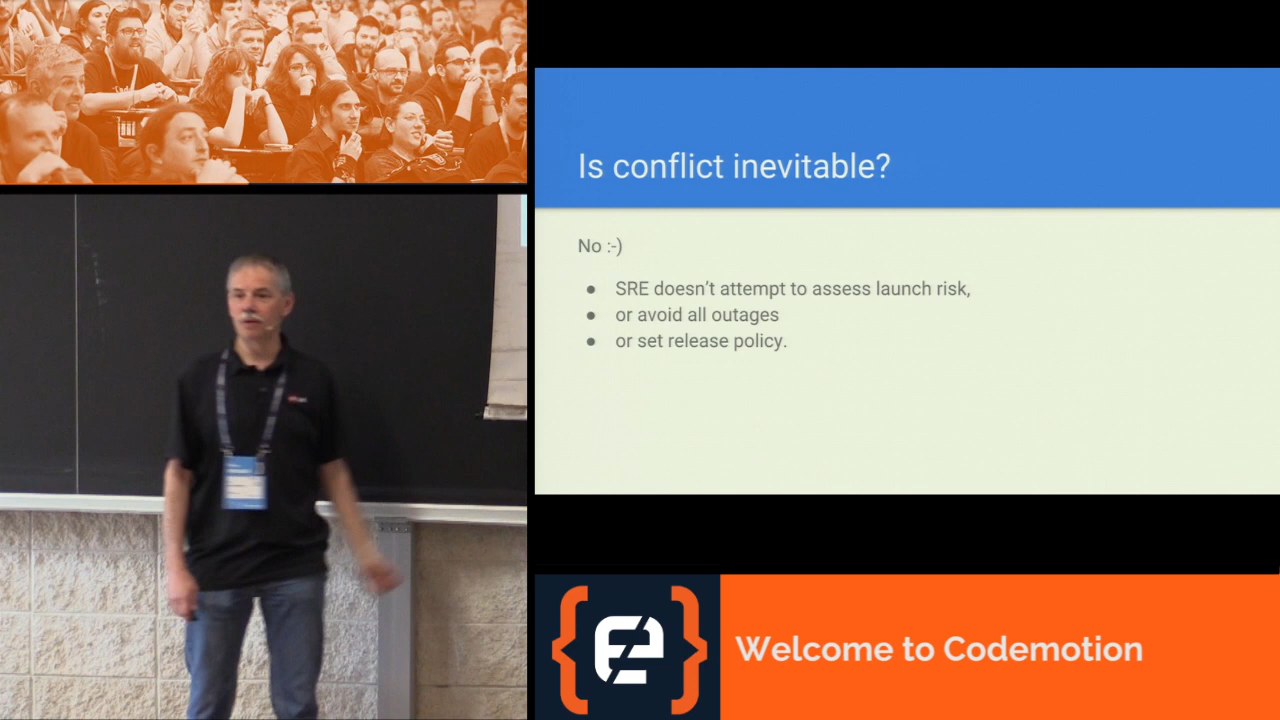 Is conflict inevitable?
No :-)
● SRE doesn't attempt to assess launch risk,
● or avoid all outages
● or set release policy.
Welcome to Codemotion